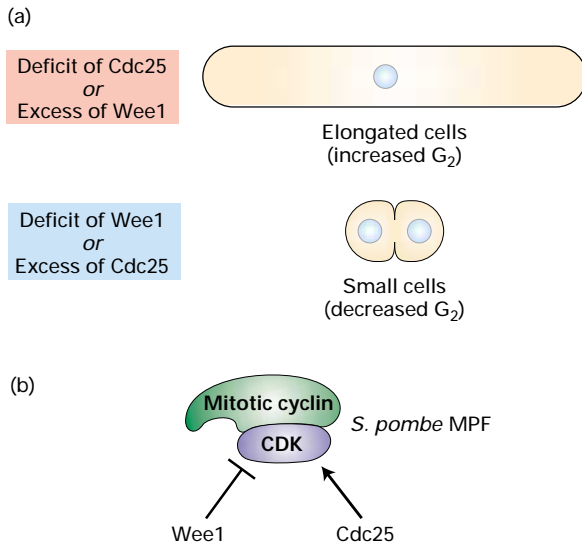 (a)
Deficit of Cdc25
or
Excess of Wee1
Elongated cells
(increased G₂)
Deficit of Wee1
or
Excess of Cdc25
Small cells
(decreased G₂)
(b)
Mitotic cyclin
CDK
S. pombe MPF
Wee1
Cdc25